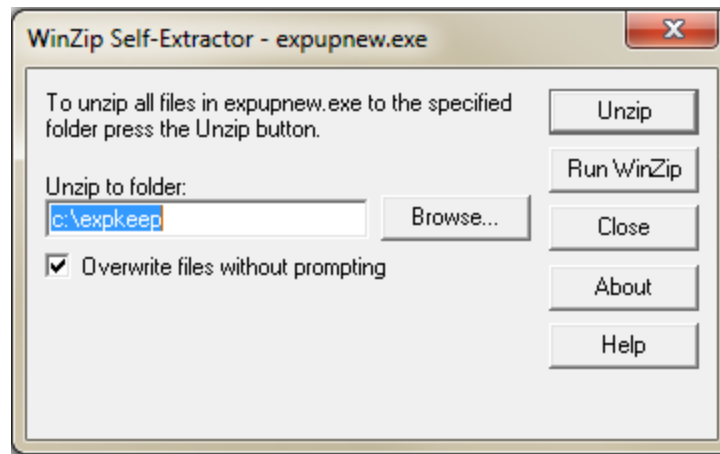 WinZip Self-Extractor - expupnew.exe
To unzip all files in expupnew.exe to the specified
folder press the Unzip button.
Unzip to folder:
c:\expkeep
Browse...
Overwrite files without prompting
Unzip
Run WinZip
Close
About
Help